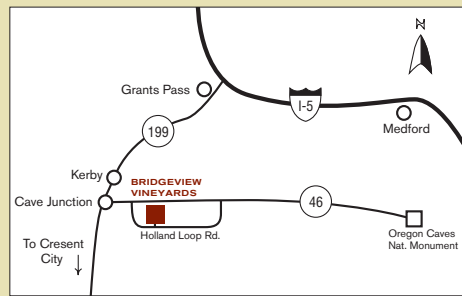 N
Grants Pass
I-5
Medford
199
Kerby
BRIDGEVIEW
VINEYARDS
Cave Junction
46
Holland Loop Rd.
Oregon Caves
Nat. Monument
To Cresent
City